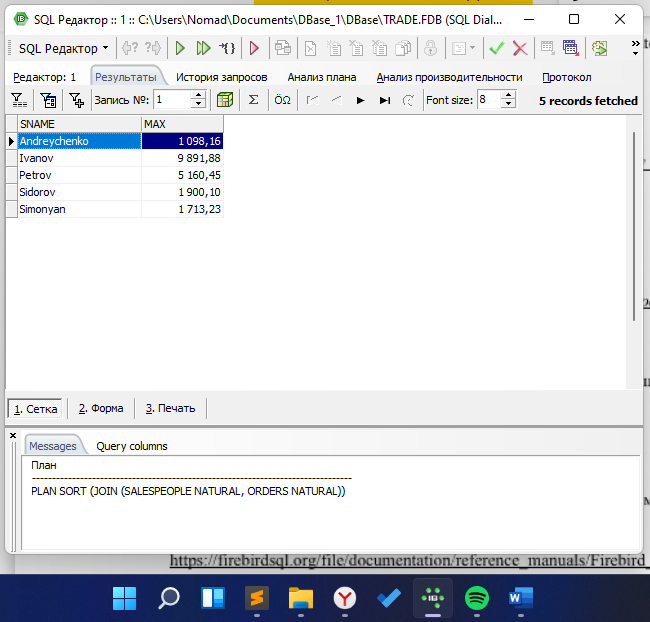 SQL Редактор :: 1 :: C:\Users\Nomad\Documents\DBase_1\DBase\TRADE.FDB (SQL Dial...
SQL Редактор
Редактор: 1 Результаты История запросов Анализ плана Анализ производительности Протокол
Запись №: 1 Font size: 8 5 records fetched
SNAME MAX
Andreychenko 1 098,16
Ivanov 9 891,88
Petrov 5 160,45
Sidorov 1 900,10
Simonyan 1 713,23
1. Сетка 2. Форма 3. Печать
Messages Query columns
План
--------------------------------------------------------------------------------
PLAN SORT (JOIN (SALESPEOPLE NATURAL, ORDERS NATURAL))
https://firebirdsql.org/file/documentation/reference_manuals/Firebird_